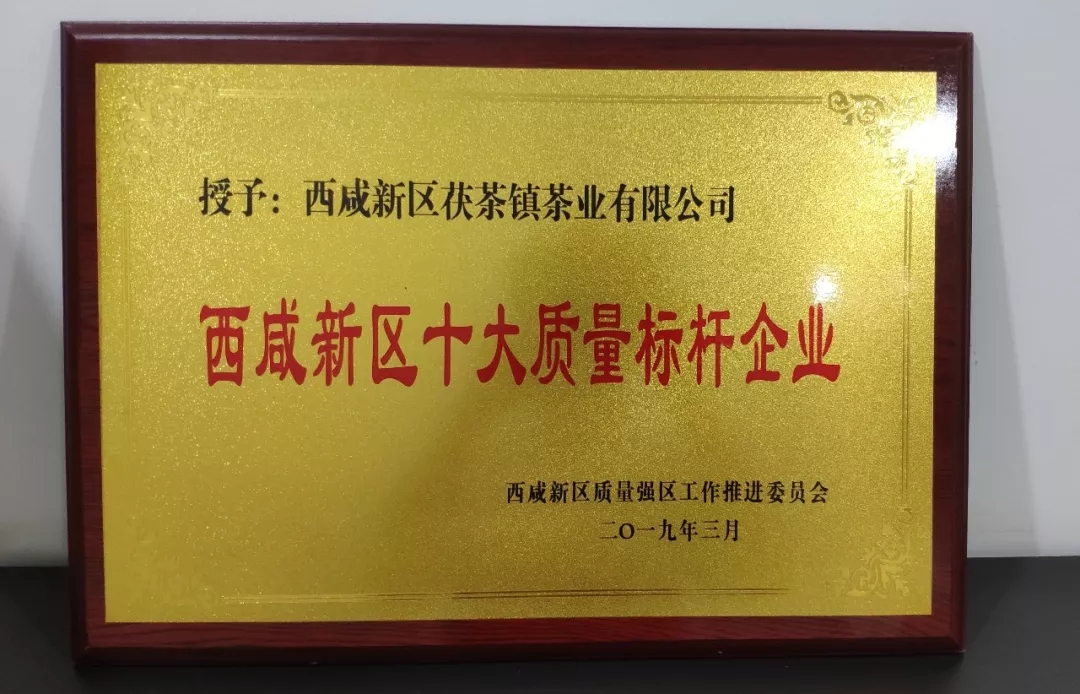 授予：西咸新区茯茶镇茶业有限公司
西咸新区十大质量标杆企业
西咸新区质量强区工作推进委员会
二〇一九年三月